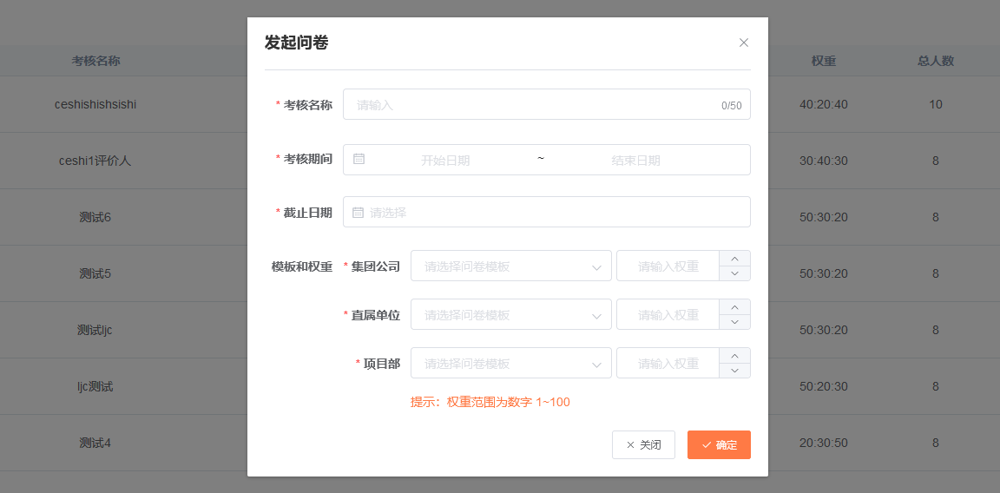 发起问卷
考核名称 权重 总人数
* 考核名称 请输入 0/50
ceshishishsishi 40:20:40 10
* 考核期间 开始日期 ~ 结束日期
ceshi1评价人 30:40:30 8
* 截止日期 请选择
测试6 50:30:20 8
模板和权重 * 集团公司 请选择问卷模板 请输入权重
测试5 50:30:20 8
* 直属单位 请选择问卷模板 请输入权重
测试ljc 50:30:20 8
* 项目部 请选择问卷模板 请输入权重
ljc测试 50:20:30 8
提示：权重范围为数字 1~100
测试4 20:30:50 8
关闭 确定